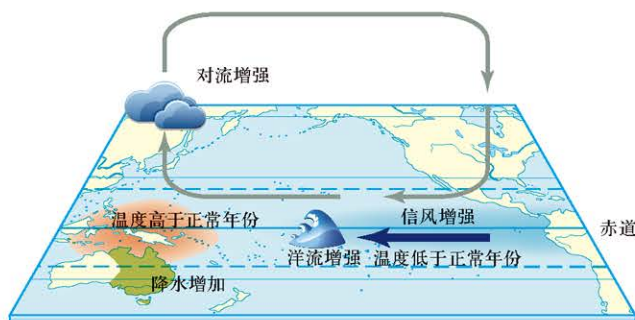 对流增强
温度高于正常年份
信风增强
赤道
洋流增强
温度低于正常年份
降水增加